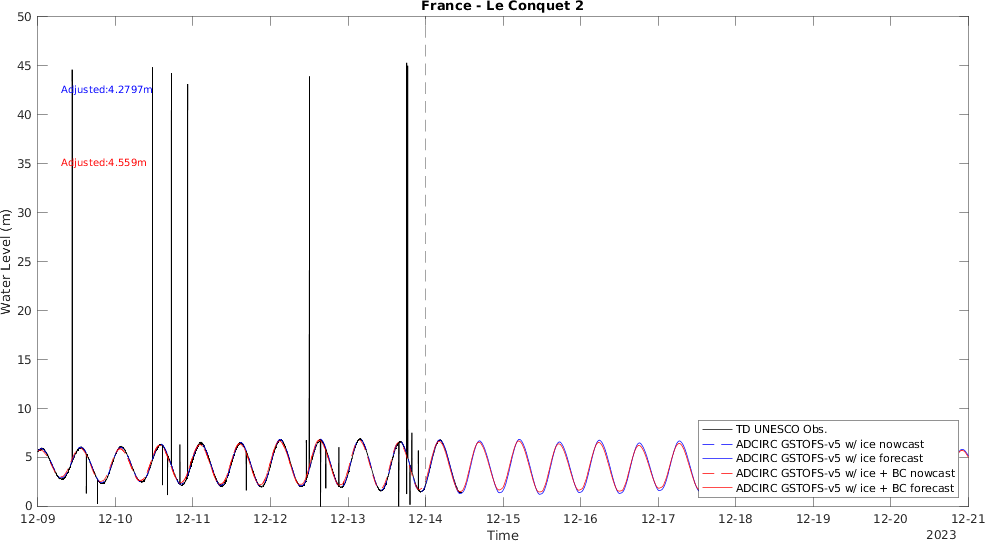 France - Le Conquet 2
Water Level (m)
50
45
40
35
30
25
20
15
10
5
0
Adjusted:4.2797m
Adjusted:4.559m
TD UNESCO Obs.
ADCIRC GSTOFS-v5 w/ ice nowcast
ADCIRC GSTOFS-v5 w/ ice forecast
ADCIRC GSTOFS-v5 w/ ice + BC nowcast
ADCIRC GSTOFS-v5 w/ ice + BC forecast
12-09 12-10 12-11 12-12 12-13 12-14 12-15 12-16 12-17 12-18 12-19 12-20 12-21
Time
2023